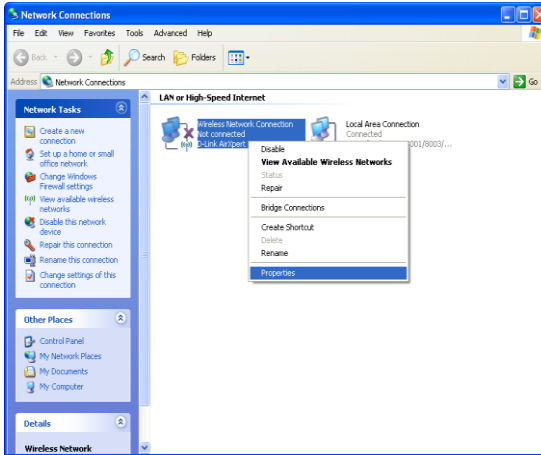 Network Connections
File Edit View Favorites Tools Advanced Help
Back Search Folders
Address Network Connections Go
Network Tasks
Create a new
connection
Set up a home or small
office network
Change Windows
Firewall settings
View available wireless
networks
Disable this network
device
Repair this connection
Rename this connection
Change settings of this
connection
Other Places
Control Panel
My Network Places
My Documents
My Computer
Details
Wireless Network
LAN or High-Speed Internet
Wireless Network Connection
Not connected
D-Link AirXpert
Local Area Connection
Connected
001/8003/...
Disable
View Available Wireless Networks
Status
Repair
Bridge Connections
Create Shortcut
Delete
Rename
Properties